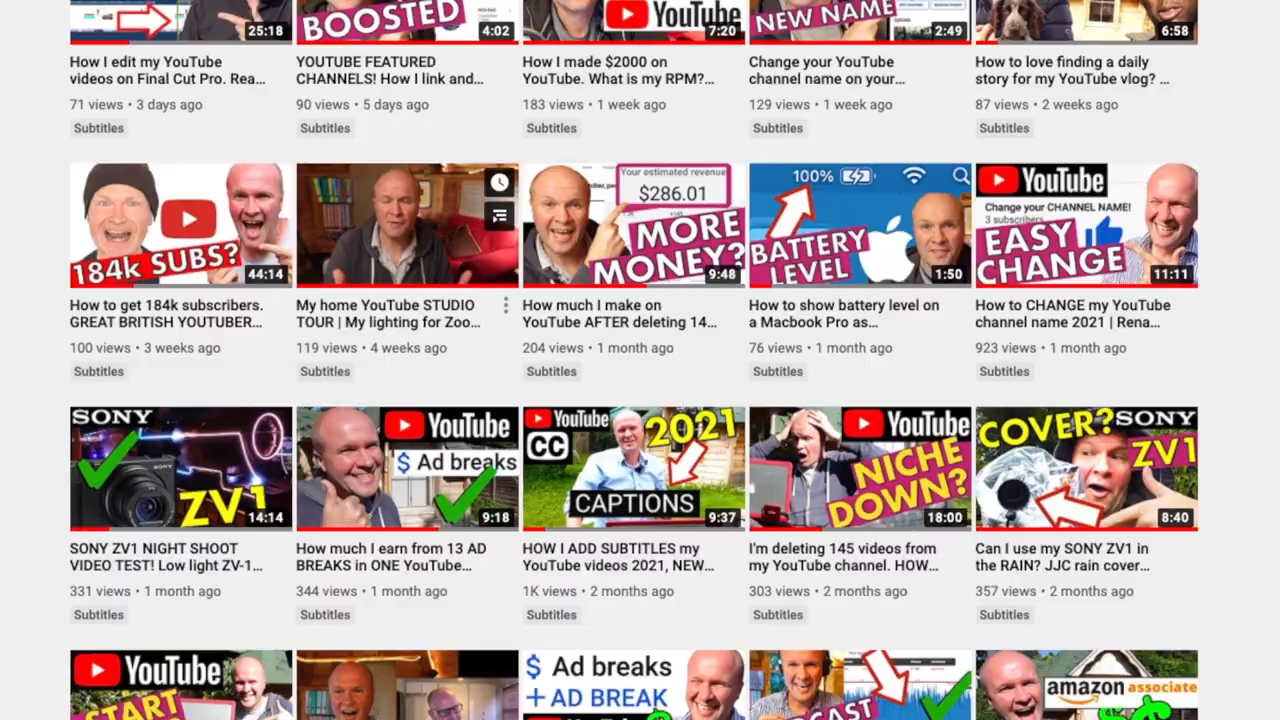 BOOSTED
YouTube
NEW NAME
25:18
4:02
7:20
2:49
6:58
How I edit my YouTube
videos on Final Cut Pro. Rea...
71 views • 3 days ago
Subtitles
YOUTUBE FEATURED
CHANNELS! How I link and...
90 views • 5 days ago
Subtitles
How I made $2000 on
YouTube. What is my RPM?...
183 views • 1 week ago
Subtitles
Change your YouTube
channel name on your...
129 views • 1 week ago
Subtitles
How to love finding a daily
story for my YouTube vlog? ...
87 views • 2 weeks ago
Subtitles
184k SUBS?
44:14
Your estimated revenue
$286.01
MORE
MONEY?
9:48
100%
BATTERY
LEVEL
1:50
YouTube
Change your CHANNEL NAME!
3 subscribers
EASY
CHANGE
11:11
How to get 184k subscribers.
GREAT BRITISH YOUTUBER...
100 views • 3 weeks ago
Subtitles
My home YouTube STUDIO
TOUR | My lighting for Zoo...
119 views • 4 weeks ago
Subtitles
How much I make on
YouTube AFTER deleting 14...
204 views • 1 month ago
Subtitles
How to show battery level on
a Macbook Pro as...
76 views • 1 month ago
Subtitles
How to CHANGE my YouTube
channel name 2021 | Rena...
923 views • 1 month ago
Subtitles
SONY
SONY
ZV1
14:14
YouTube
$ Ad breaks
9:18
YouTube
CC
2021
CAPTIONS
9:37
YouTube
NICHE
DOWN?
18:00
COVER?
SONY
ZV1
8:40
SONY ZV1 NIGHT SHOOT
VIDEO TEST! Low light ZV-1...
331 views • 1 month ago
Subtitles
How much I earn from 13 AD
BREAKS in ONE YouTube...
344 views • 1 month ago
Subtitles
HOW I ADD SUBTITLES my
YouTube videos 2021, NEW...
1K views • 2 months ago
Subtitles
I'm deleting 145 videos from
my YouTube channel. HOW...
303 views • 2 months ago
Subtitles
Can I use my SONY ZV1 in
the RAIN? JJC rain cover...
357 views • 2 months ago
Subtitles
YouTube
START
$ Ad breaks
+ AD BREAK
amazon associate